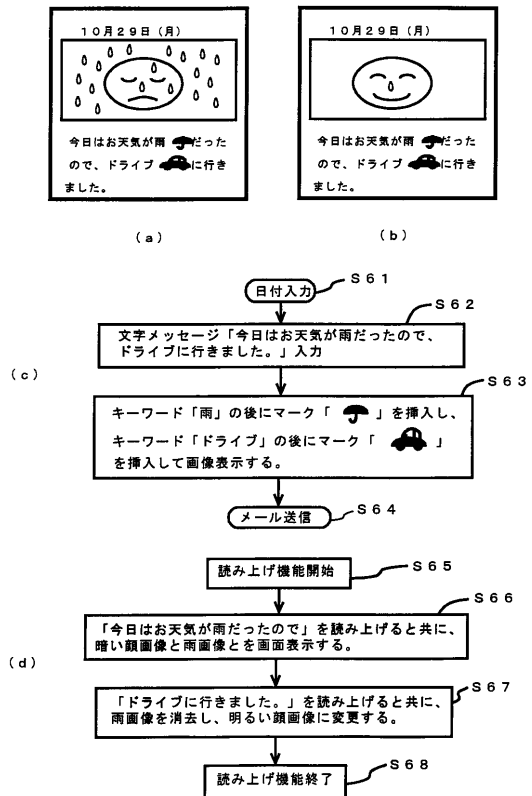 10月29日（月）
今日はお天気が雨だった
ので、ドライブに行き
ました。
（a）
10月29日（月）
今日はお天気が雨だった
ので、ドライブに行き
ました。
（b）
（c）
日付入力
S61
文字メッセージ「今日はお天気が雨だったので、
ドライブに行きました。」入力
S62
キーワード「雨」の後にマーク「　」を挿入し、
キーワード「ドライブ」の後にマーク「　」
を挿入して画像表示する。
S63
メール送信
S64
（d）
読み上げ機能開始
S65
「今日はお天気が雨だったので」を読み上げると共に、
暗い顔画像と雨画像とを画面表示する。
S66
「ドライブに行きました。」を読み上げると共に、
雨画像を消去し、明るい顔画像に変更する。
S67
読み上げ機能終了
S68